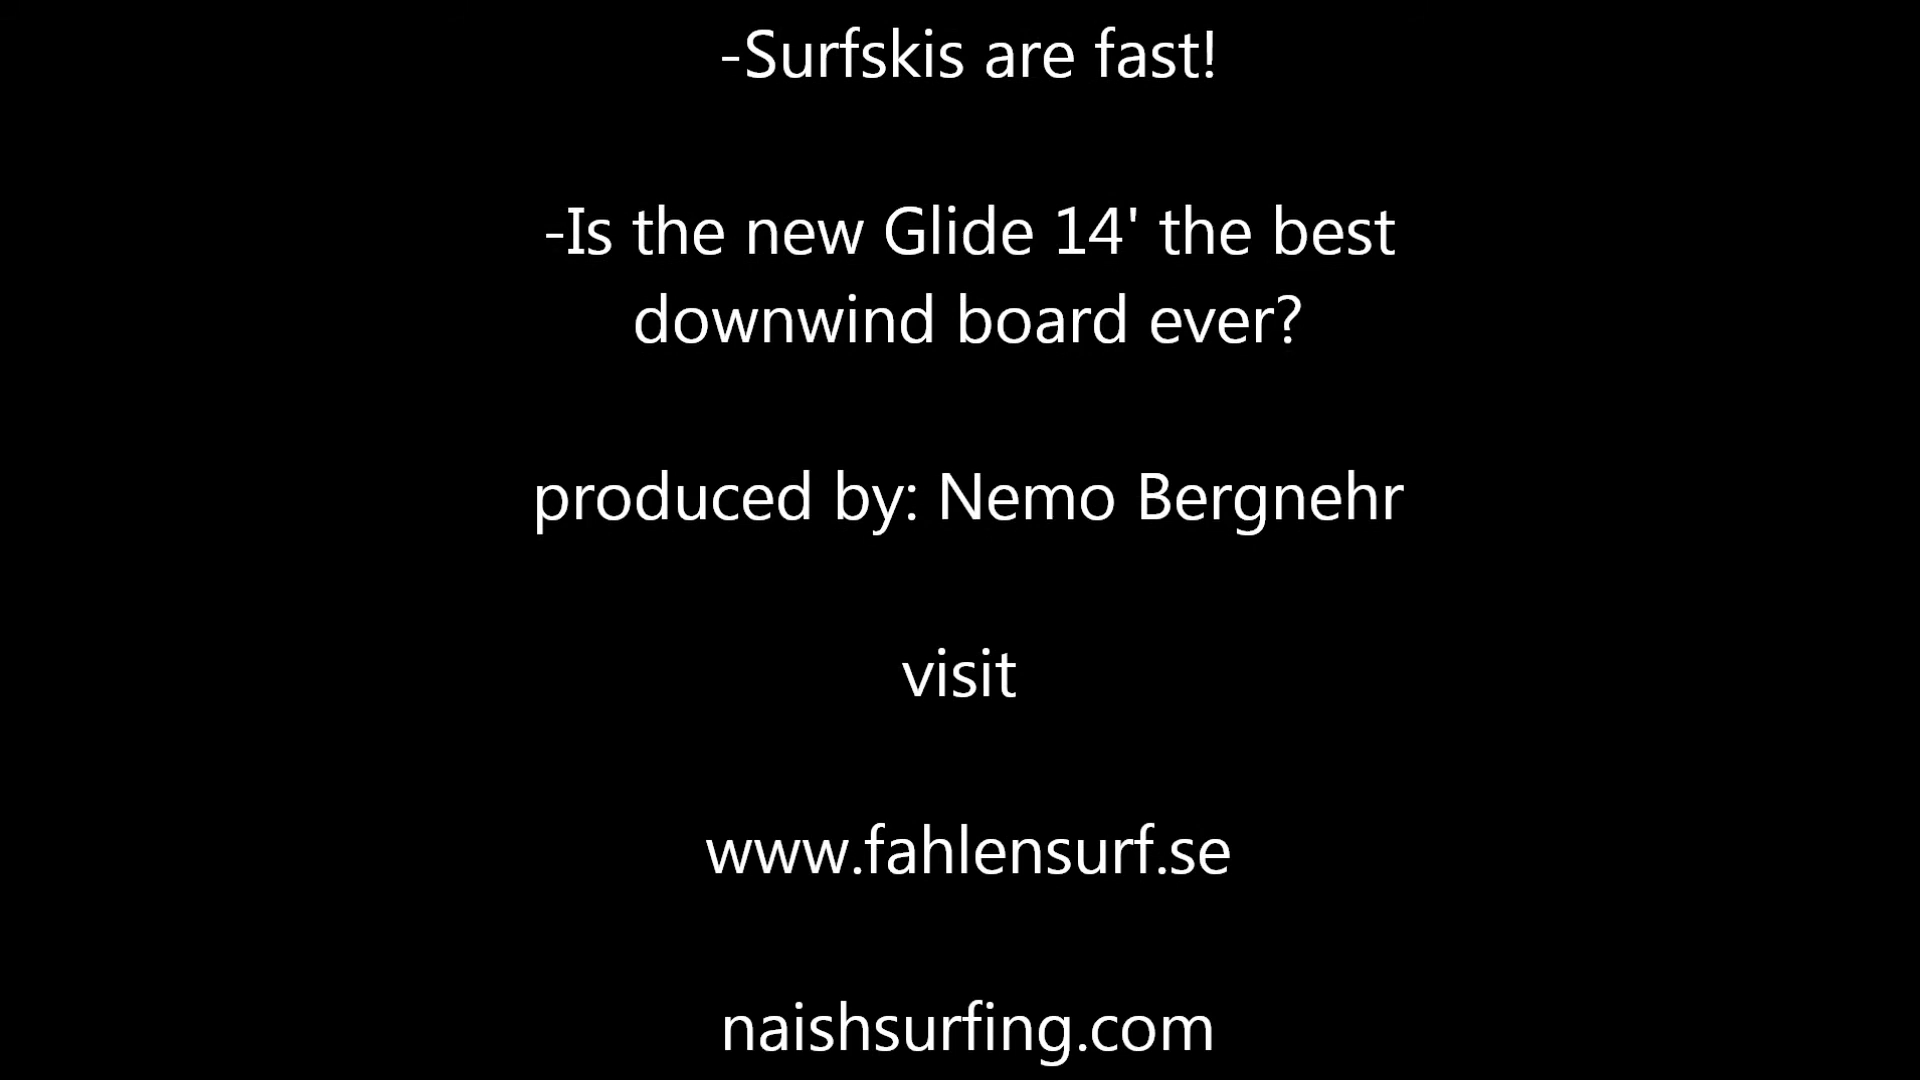 -Surfskis are fast!
-Is the new Glide 14' the best
downwind board ever?
produced by: Nemo Bergnehr
visit
www.fahlensurf.se
naishsurfing.com